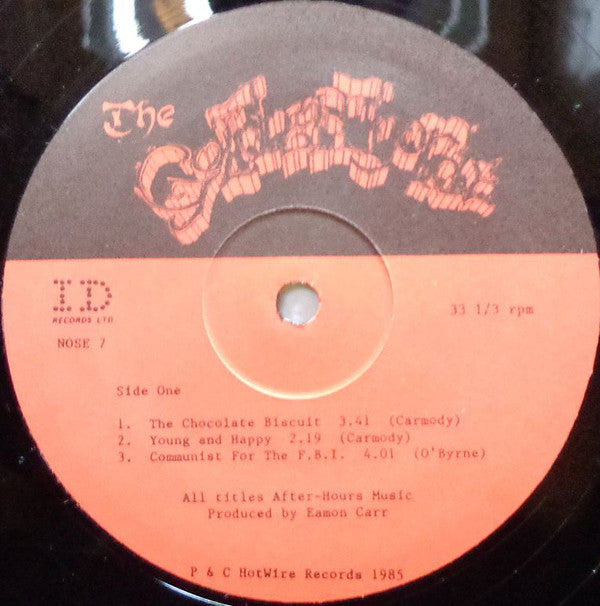 The
ID
RECORDS LTD
NOSE 7
33 1/3 rpm
Side One
1. The Chocolate Biscuit 3.41 (Carmody)
2. Young and Happy 2.19 (Carmody)
3. Communist For The F.B.I. 4.01 (O'Byrne)
All titles After-Hours Music
Produced by Eamon Carr
P & C HotWire Records 1985